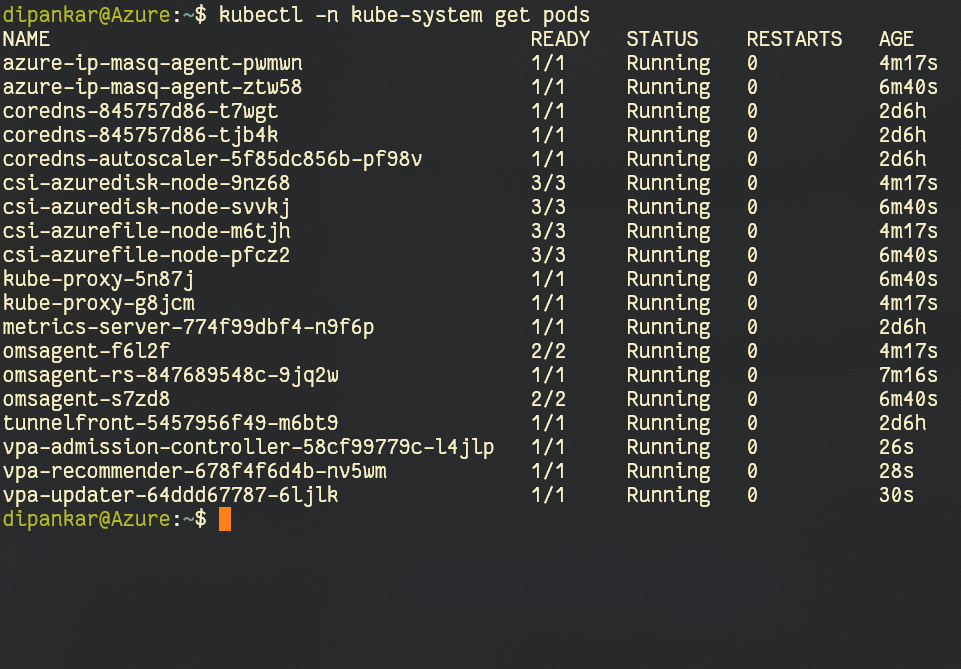 dipankar@Azure:~$ kubectl -n kube-system get pods
NAME READY STATUS RESTARTS AGE
azure-ip-masq-agent-pwmwn 1/1 Running 0 4m17s
azure-ip-masq-agent-ztw58 1/1 Running 0 6m40s
coredns-845757d86-t7wgt 1/1 Running 0 2d6h
coredns-845757d86-tjb4k 1/1 Running 0 2d6h
coredns-autoscaler-5f85dc856b-pf98v 1/1 Running 0 2d6h
csi-azuredisk-node-9nz68 3/3 Running 0 4m17s
csi-azuredisk-node-svvkj 3/3 Running 0 6m40s
csi-azurefile-node-m6tjh 3/3 Running 0 4m17s
csi-azurefile-node-pfcz2 3/3 Running 0 6m40s
kube-proxy-5n87j 1/1 Running 0 6m40s
kube-proxy-g8jcm 1/1 Running 0 4m17s
metrics-server-774f99dbf4-n9f6p 1/1 Running 0 2d6h
omsagent-f6l2f 2/2 Running 0 4m17s
omsagent-rs-847689548c-9jq2w 1/1 Running 0 7m16s
omsagent-s7zd8 2/2 Running 0 6m40s
tunnelfront-5457956f49-m6bt9 1/1 Running 0 2d6h
vpa-admission-controller-58cf99779c-l4jlp 1/1 Running 0 26s
vpa-recommender-678f4f6d4b-nv5wm 1/1 Running 0 28s
vpa-updater-64ddd67787-6ljlk 1/1 Running 0 30s
dipankar@Azure:~$